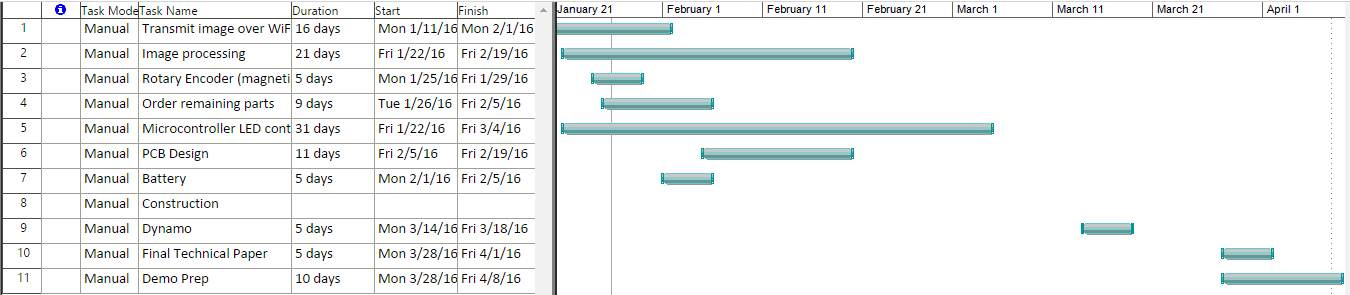 Task Mode Task Name Duration Start Finish January 21 February 1 February 11 February 21 March 1 March 11 March 21 April 1
1 Manual Transmit image over WiF 16 days Mon 1/11/16 Mon 2/1/16
2 Manual Image processing 21 days Fri 1/22/16 Fri 2/19/16
3 Manual Rotary Encoder (magneti 5 days Mon 1/25/16 Fri 1/29/16
4 Manual Order remaining parts 9 days Tue 1/26/16 Fri 2/5/16
5 Manual Microcontroller LED cont 31 days Fri 1/22/16 Fri 3/4/16
6 Manual PCB Design 11 days Fri 2/5/16 Fri 2/19/16
7 Manual Battery 5 days Mon 2/1/16 Fri 2/5/16
8 Manual Construction
9 Manual Dynamo 5 days Mon 3/14/16 Fri 3/18/16
10 Manual Final Technical Paper 5 days Mon 3/28/16 Fri 4/1/16
11 Manual Demo Prep 10 days Mon 3/28/16 Fri 4/8/16